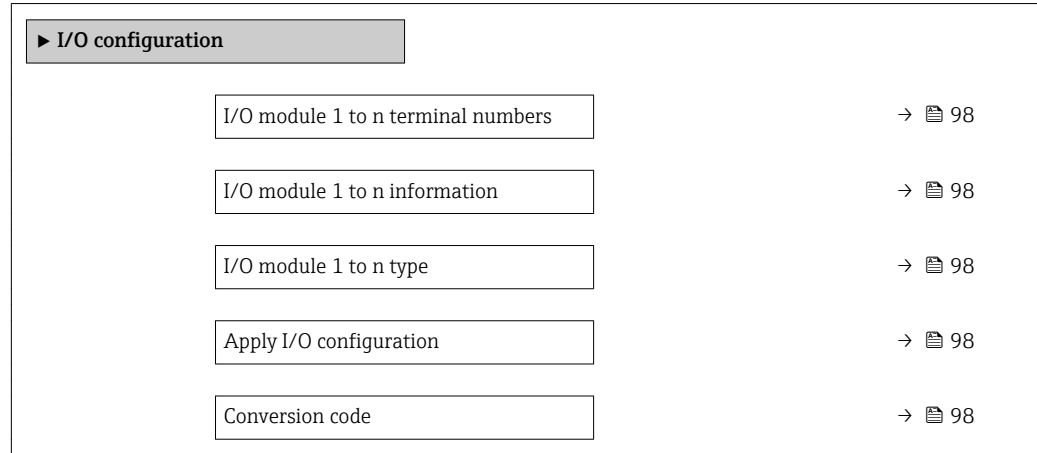 ► I/O configuration
I/O module 1 to n terminal numbers → 98
I/O module 1 to n information → 98
I/O module 1 to n type → 98
Apply I/O configuration → 98
Conversion code → 98